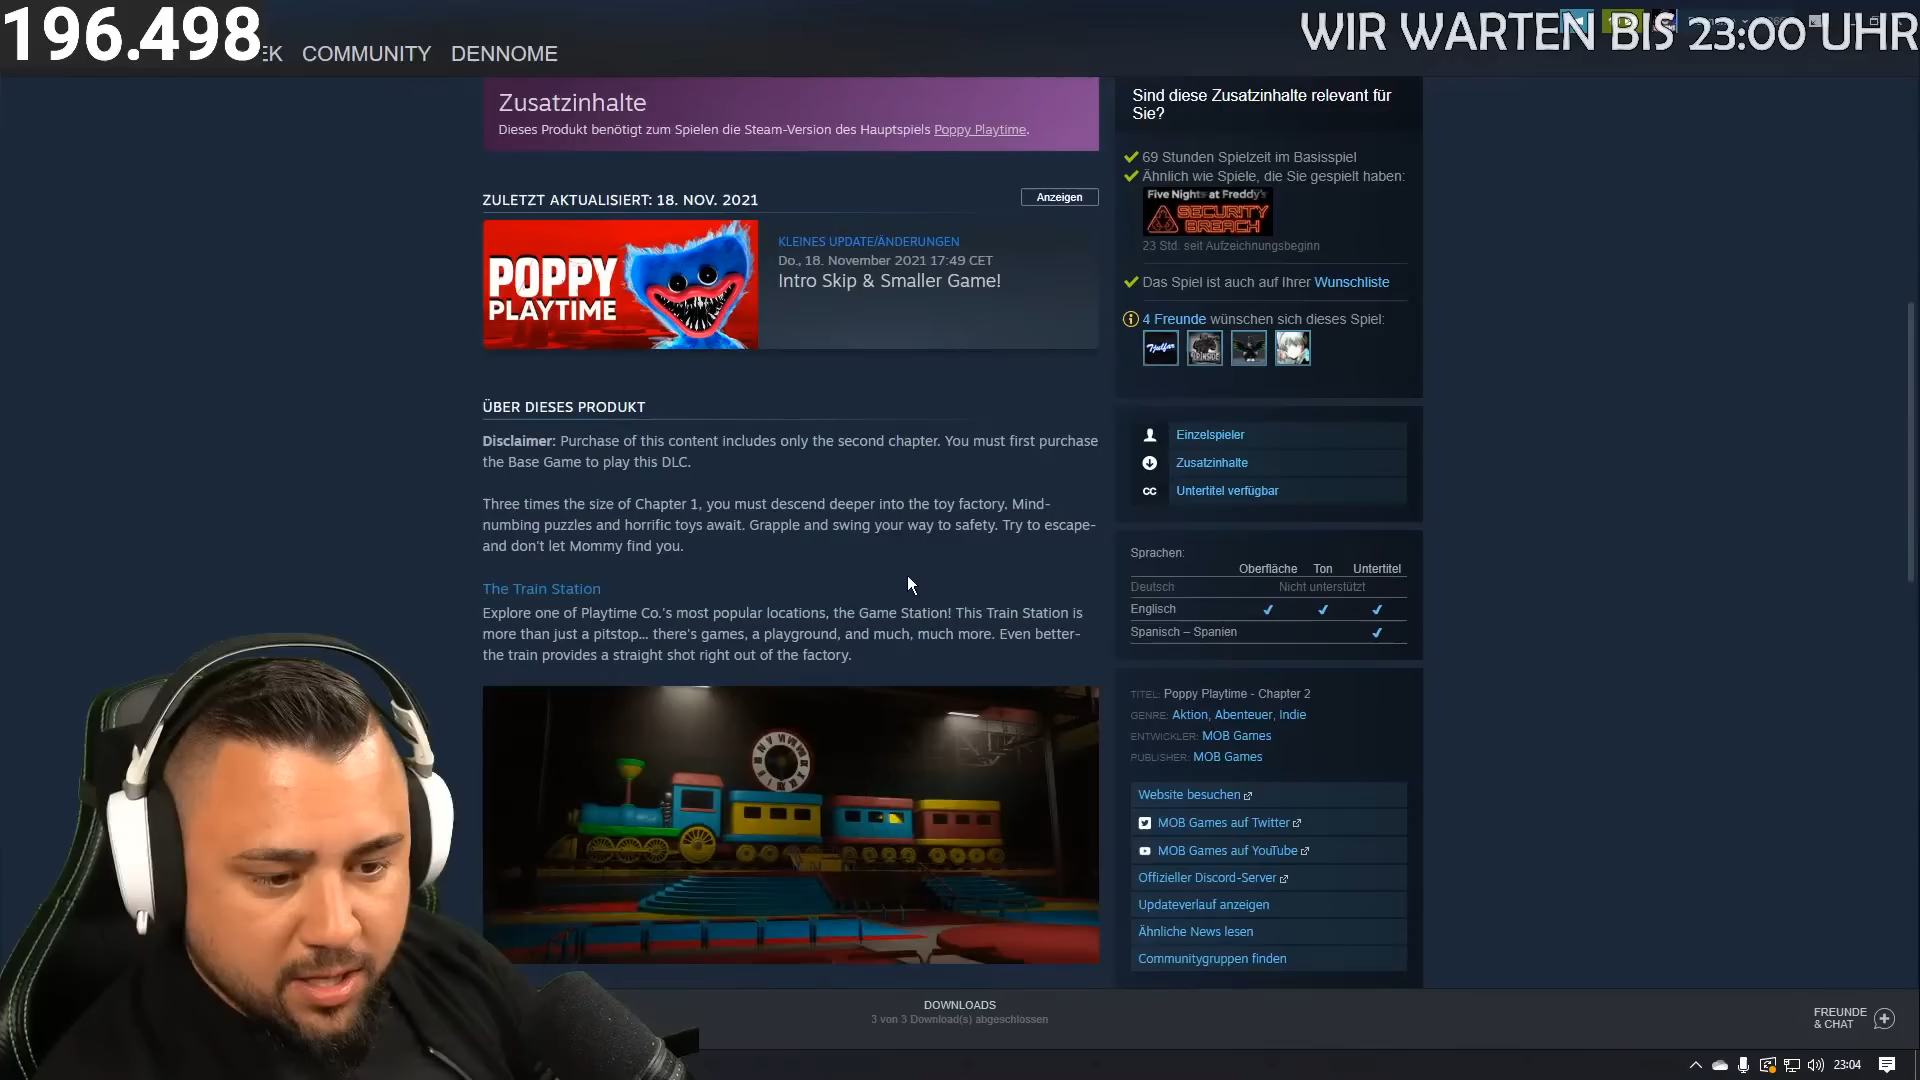 196.498
EK COMMUNITY DENNOME
WIR WARTEN BIS 23:00 UHR
Zusatzinhalte
Dieses Produkt benötigt zum Spielen die Steam-Version des Hauptspiels Poppy Playtime.
ZULETZT AKTUALISIERT: 18. NOV. 2021
Anzeigen
POPPY
PLAYTIME
KLEINES UPDATE/ÄNDERUNGEN
Do., 18. November 2021 17:49 CET
Intro Skip & Smaller Game!
ÜBER DIESES PRODUKT
Disclaimer: Purchase of this content includes only the second chapter. You must first purchase
the Base Game to play this DLC.
Three times the size of Chapter 1, you must descend deeper into the toy factory. Mind-
numbing puzzles and horrific toys await. Grapple and swing your way to safety. Try to escape-
and don't let Mommy find you.
The Train Station
Explore one of Playtime Co.'s most popular locations, the Game Station! This Train Station is
more than just a pitstop... there's games, a playground, and much, much more. Even better-
the train provides a straight shot right out of the factory.
Sind diese Zusatzinhalte relevant für
Sie?
69 Stunden Spielzeit im Basisspiel
Ähnlich wie Spiele, die Sie gespielt haben:
Five Nights at Freddy's
SECURITY
BREACH
23 Std. seit Aufzeichnungsbeginn
Das Spiel ist auch auf Ihrer Wunschliste
4 Freunde wünschen sich dieses Spiel:
Einzelspieler
Zusatzinhalte
CC Untertitel verfügbar
Sprachen:
Oberfläche Ton Untertitel
Deutsch Nicht unterstützt
Englisch
Spanisch – Spanien
TITEL: Poppy Playtime - Chapter 2
GENRE: Aktion, Abenteuer, Indie
ENTWICKLER: MOB Games
PUBLISHER: MOB Games
Website besuchen
MOB Games auf Twitter
MOB Games auf YouTube
Offizieller Discord-Server
Updateverlauf anzeigen
Ähnliche News lesen
Communitygruppen finden
DOWNLOADS
3 von 3 Download(s) abgeschlossen
FREUNDE
& CHAT
23:04